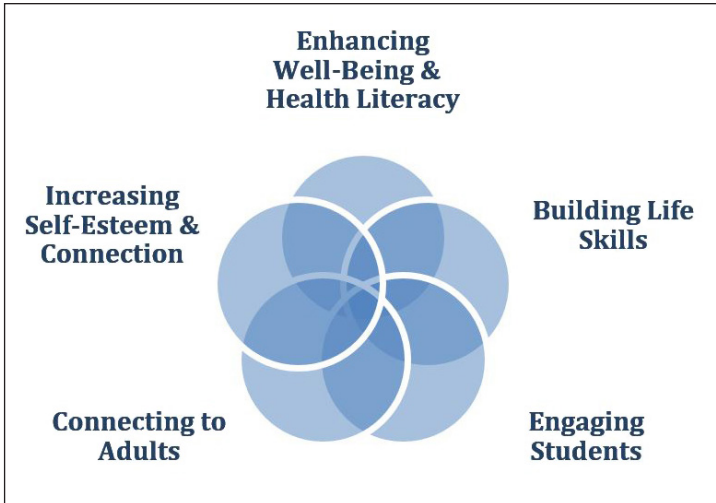 Enhancing
Well-Being &
Health Literacy
Increasing
Self-Esteem &
Connection
Building Life
Skills
Connecting to
Adults
Engaging
Students